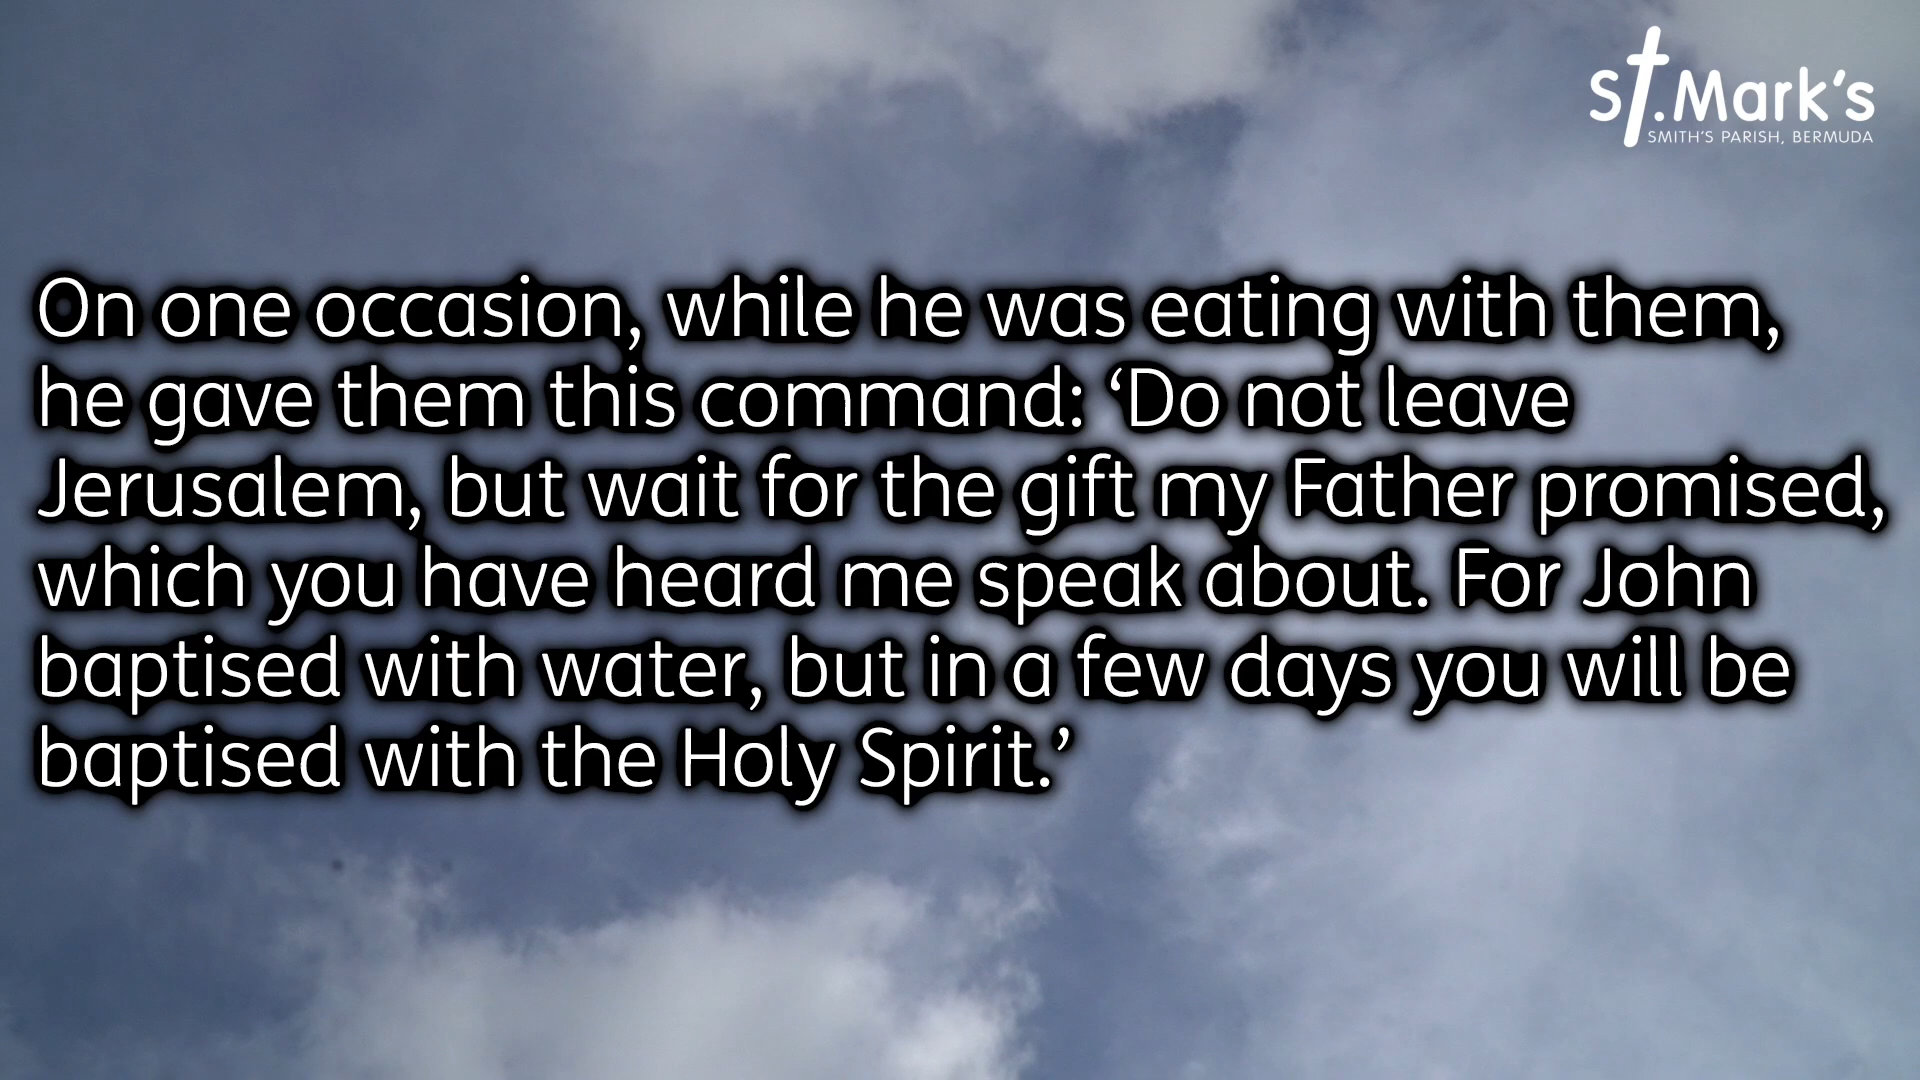 St.Mark's
SMITH'S PARISH, BERMUDA
On one occasion, while he was eating with them,
he gave them this command: ‘Do not leave
Jerusalem, but wait for the gift my Father promised,
which you have heard me speak about. For John
baptised with water, but in a few days you will be
baptised with the Holy Spirit.’